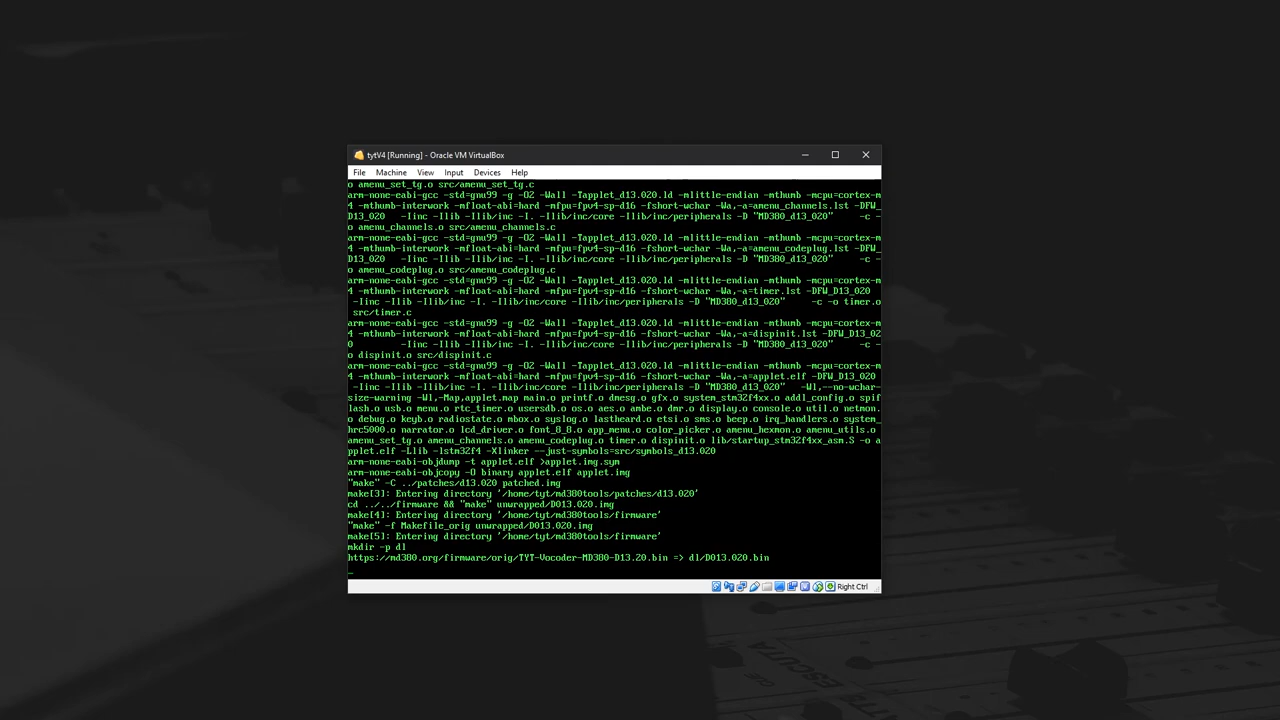 tytV4 [Running] - Oracle VM VirtualBox
File Machine View Input Devices Help
o amenu_set_tg.o src/amenu_set_tg.c
arm-none-eabi-gcc -std=gnu99 -g -O2 -Wall -Tapplet_d13.020.ld -mlittle-endian -mthumb -mcpu=cortex-m
4 -mthumb-interwork -mfloat-abi=hard -mfpu=fpv4-sp-d16 -fshort-wchar -Wa,-a=amenu_channels.lst -DFW_
D13_020 -Iinc -Ilib -Ilib/inc -I. -Ilib/inc/core -Ilib/inc/peripherals -D "MD380_d13_020" -c -
o amenu_channels.o src/amenu_channels.c
arm-none-eabi-gcc -std=gnu99 -g -O2 -Wall -Tapplet_d13.020.ld -mlittle-endian -mthumb -mcpu=cortex-m
4 -mthumb-interwork -mfloat-abi=hard -mfpu=fpv4-sp-d16 -fshort-wchar -Wa,-a=amenu_codeplug.lst -DFW_
D13_020 -Iinc -Ilib -Ilib/inc -I. -Ilib/inc/core -Ilib/inc/peripherals -D "MD380_d13_020" -c -
o amenu_codeplug.o src/amenu_codeplug.c
arm-none-eabi-gcc -std=gnu99 -g -O2 -Wall -Tapplet_d13.020.ld -mlittle-endian -mthumb -mcpu=cortex-m
4 -mthumb-interwork -mfloat-abi=hard -mfpu=fpv4-sp-d16 -fshort-wchar -Wa,-a=timer.lst -DFW_D13_020
-Iinc -Ilib -Ilib/inc -I. -Ilib/inc/core -Ilib/inc/peripherals -D "MD380_d13_020" -c -o timer.o
src/timer.c
arm-none-eabi-gcc -std=gnu99 -g -O2 -Wall -Tapplet_d13.020.ld -mlittle-endian -mthumb -mcpu=cortex-m
4 -mthumb-interwork -mfloat-abi=hard -mfpu=fpv4-sp-d16 -fshort-wchar -Wa,-a=dispinit.lst -DFW_D13_02
0 -Iinc -Ilib -Ilib/inc -I. -Ilib/inc/core -Ilib/inc/peripherals -D "MD380_d13_020" -c -
o dispinit.o src/dispinit.c
arm-none-eabi-gcc -std=gnu99 -g -O2 -Wall -Tapplet_d13.020.ld -mlittle-endian -mthumb -mcpu=cortex-m
4 -mthumb-interwork -mfloat-abi=hard -mfpu=fpv4-sp-d16 -fshort-wchar -Wa,-a=applet.elf -DFW_D13_020
-Iinc -Ilib -Ilib/inc -I. -Ilib/inc/core -Ilib/inc/peripherals -D "MD380_d13_020" -Wl,--no-wchar-
size-warning -Wl,-Map,applet.map main.o printf.o dmesg.o gfx.o system_stm32f4xx.o addl_config.o spif
lash.o usb.o menu.o rtc_timer.o usersdb.o os.o aes.o ambe.o dmr.o display.o console.o util.o netmon.
o debug.o keyb.o radiostate.o mbox.o syslog.o lastheard.o etsi.o sms.o beep.o irq_handlers.o system_
hrc5000.o narrator.o lcd_driver.o font_8_8.o app_menu.o color_picker.o amenu_hexmon.o amenu_utils.o
amenu_set_tg.o amenu_channels.o amenu_codeplug.o timer.o dispinit.o lib/startup_stm32f4xx_asm.S -o a
pplet.elf -Llib -lstm32f4 -Xlinker --just-symbols=src/symbols_d13.020
arm-none-eabi-objdump -t applet.elf >applet.img.sym
arm-none-eabi-objcopy -O binary applet.elf applet.img
"make" -C ../patches/d13.020 patched.img
make[3]: Entering directory '/home/tyt/md380tools/patches/d13.020'
cd ../../firmware && "make" unwrapped/D013.020.img
make[4]: Entering directory '/home/tyt/md380tools/firmware'
"make" -f Makefile_orig unwrapped/D013.020.img
make[5]: Entering directory '/home/tyt/md380tools/firmware'
mkdir -p dl
https://md380.org/firmware/orig/TYT-Vocoder-MD380-D13.20.bin => dl/D013.020.bin
_
Right Ctrl
ESCUTA